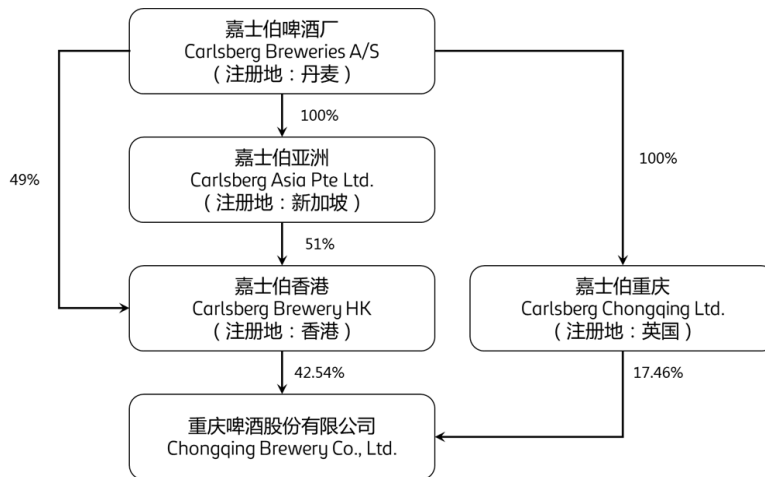 嘉士伯啤酒厂
Carlsberg Breweries A/S
（注册地：丹麦）
100%
嘉士伯亚洲
Carlsberg Asia Pte Ltd.
（注册地：新加坡）
49%
100%
51%
嘉士伯香港
Carlsberg Brewery HK
（注册地：香港）
嘉士伯重庆
Carlsberg Chongqing Ltd.
（注册地：英国）
42.54%
17.46%
重庆啤酒股份有限公司
Chongqing Brewery Co., Ltd.